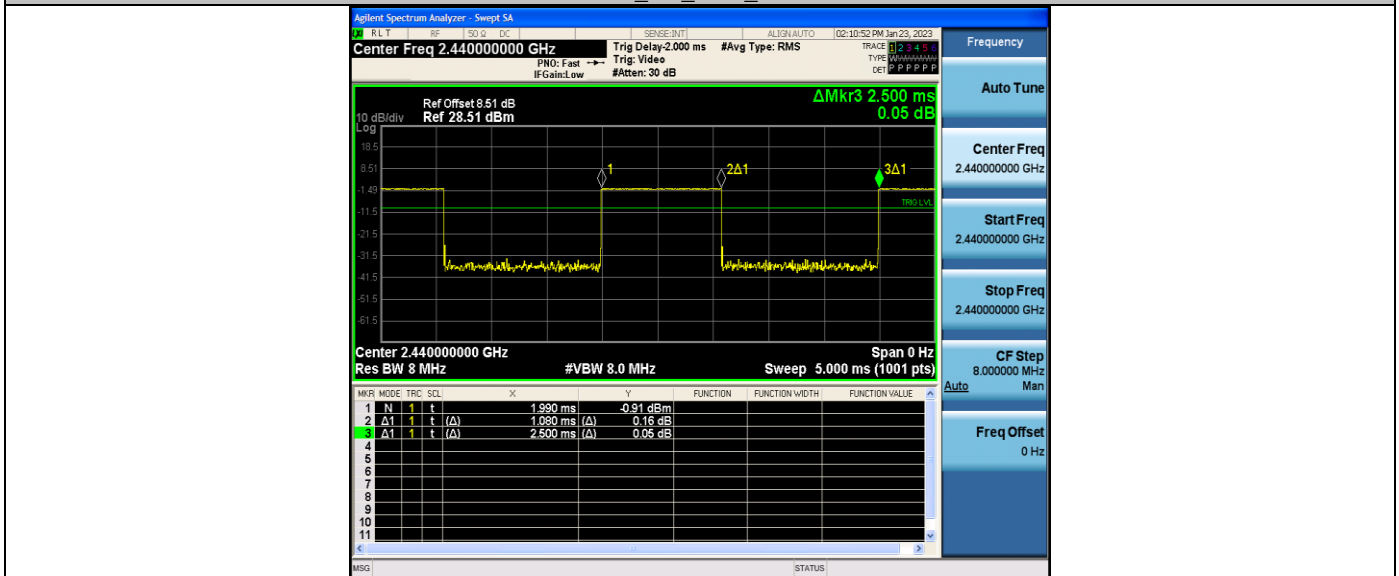 Agilent Spectrum Analyzer - Swept SA
RLT RF 50 Ω DC SENSE:INT ALIGNAUTO 02:10:52 PM Jan 23, 2023
Center Freq 2.440000000 GHz
PNO: Fast
IFGain:Low
Trig Delay-2.000 ms
Trig: Video
#Atten: 30 dB
#Avg Type: RMS
TRACE 1 2 3 4 5 6
TYPE
DET P P P P P P
Frequency
ΔMkr3 2.500 ms
0.05 dB
Ref Offset 8.51 dB
10 dB/div Ref 28.51 dBm
Log
18.5
8.51
-1.49
-11.5
-21.5
-31.5
-41.5
-51.5
-61.5
1
2Δ1
3Δ1
TRIG LVL
Center 2.440000000 GHz Span 0 Hz
Res BW 8 MHz #VBW 8.0 MHz Sweep 5.000 ms (1001 pts)
MKR MODE TRC SCL X Y FUNCTION FUNCTION WIDTH FUNCTION VALUE
1 N 1 t 1.990 ms -0.91 dBm
2 Δ1 1 t (Δ) 1.080 ms (Δ) 0.16 dB
3 Δ1 1 t (Δ) 2.500 ms (Δ) 0.05 dB
4
5
6
7
8
9
10
11
MSG STATUS
Auto Tune
Center Freq
2.440000000 GHz
Start Freq
2.440000000 GHz
Stop Freq
2.440000000 GHz
CF Step
8.000000 MHz
Auto Man
Freq Offset
0 Hz